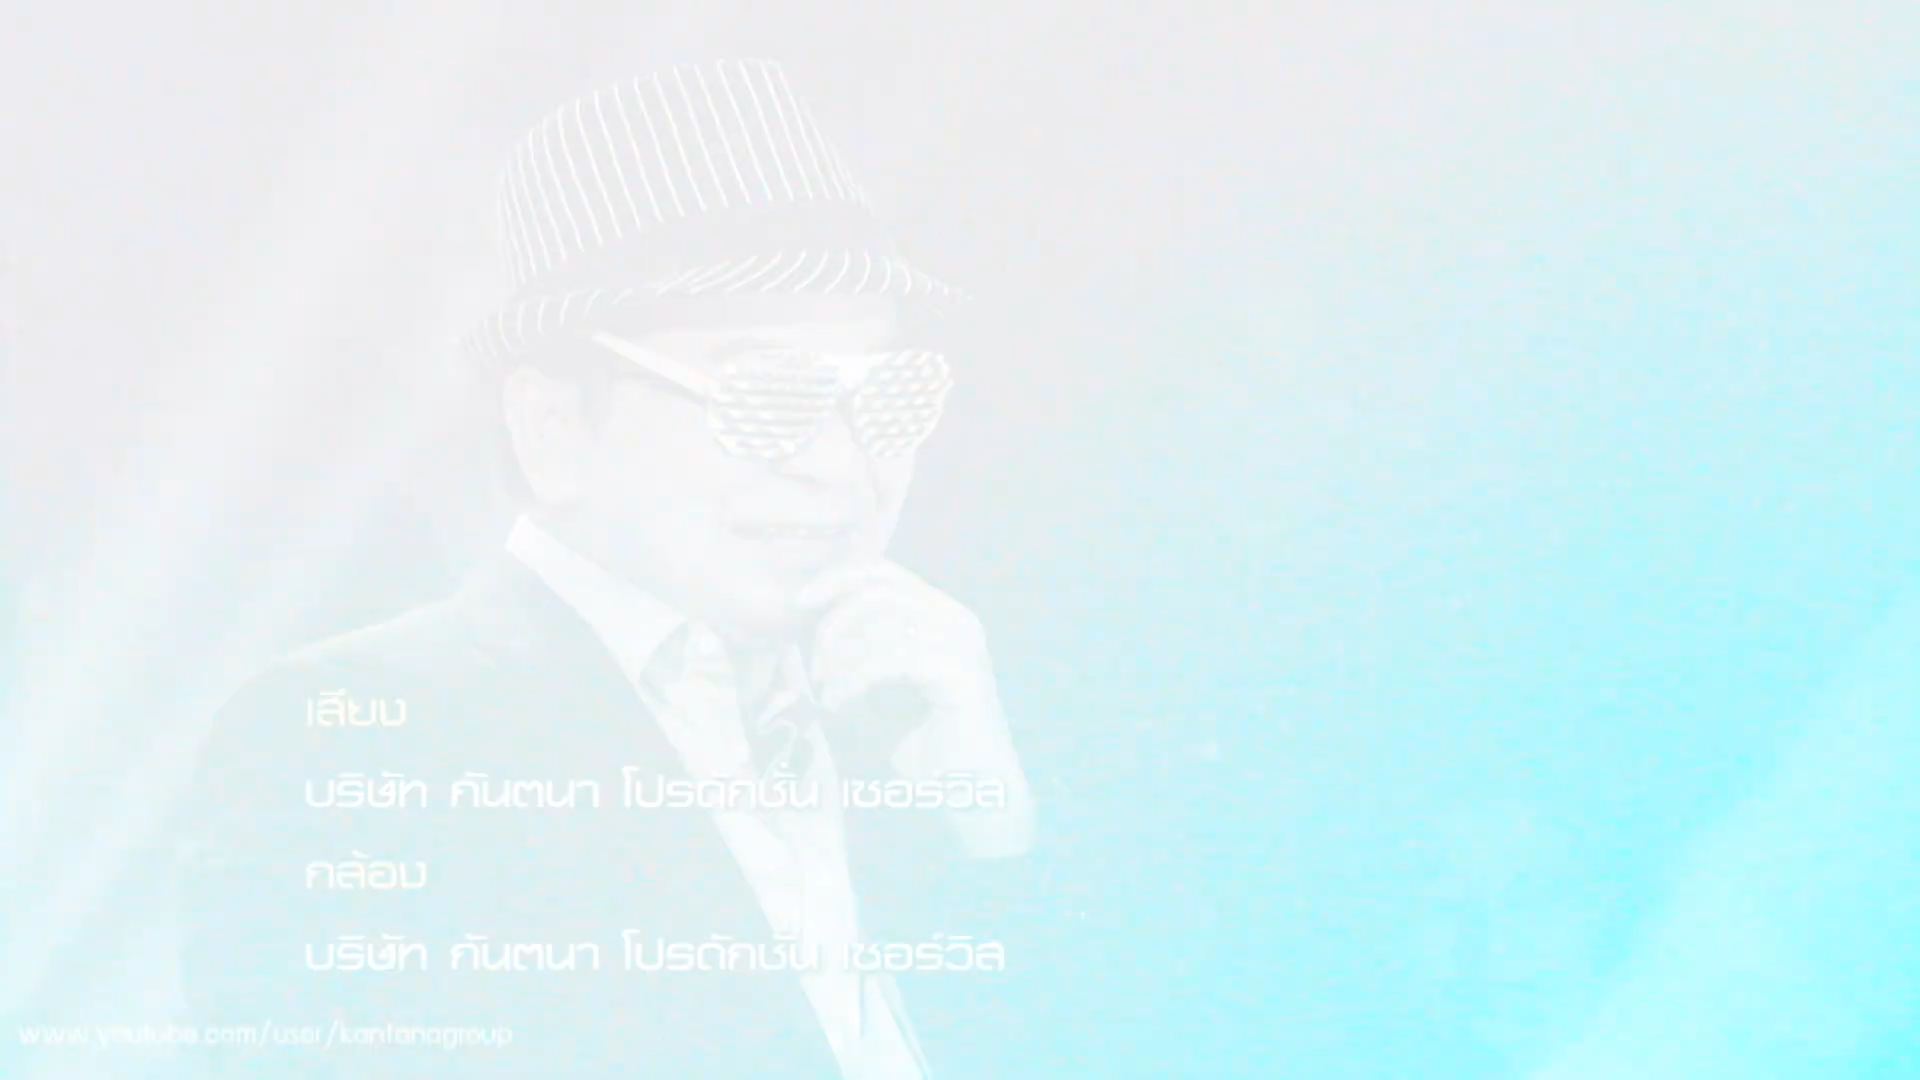 เสียง
บริษัท กันตนา โปรดักชั่น เซอร์วิส
กล้อง
บริษัท กันตนา โปรดักชั่น เซอร์วิส
www.youtube.com/user/kantanagroup